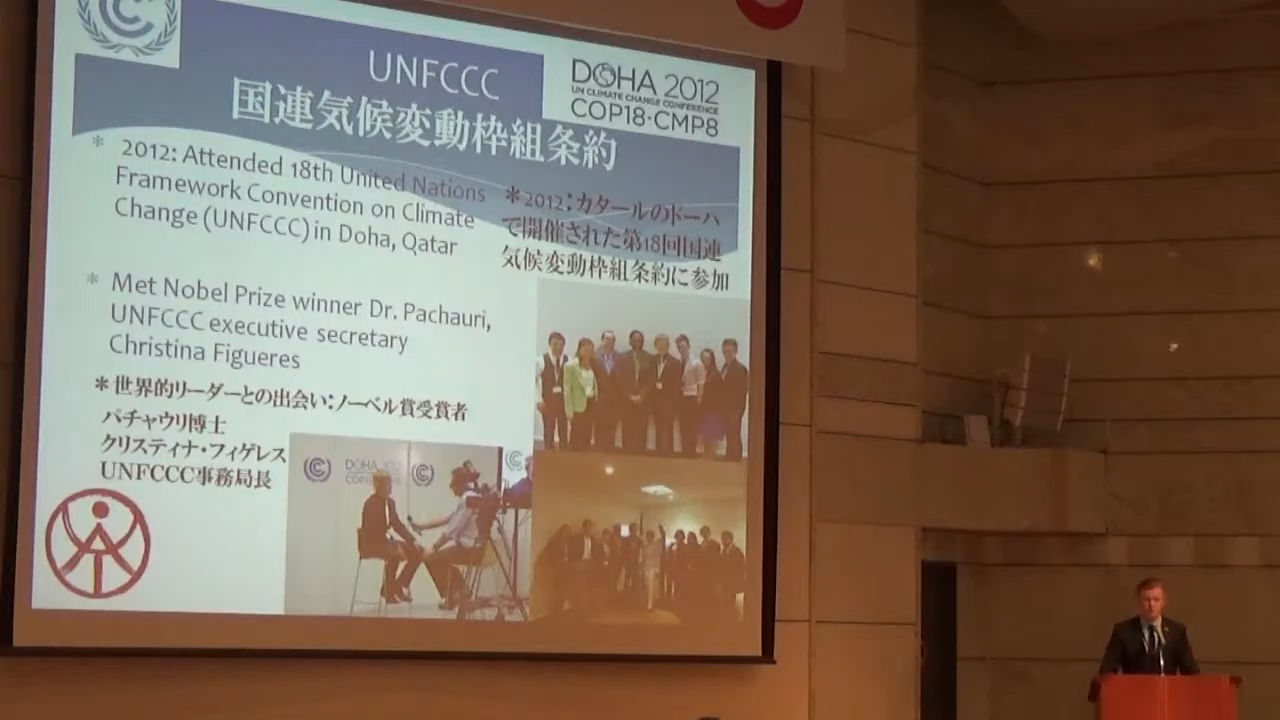 UNFCCC
国連気候変動枠組条約
DOHA 2012
UN CLIMATE CHANGE CONFERENCE
COP18·CMP8
* 2012: Attended 18th United Nations
Framework Convention on Climate
Change (UNFCCC) in Doha, Qatar
＊2012：カタールのドーハ
で開催された第18回国連
気候変動枠組条約に参加
* Met Nobel Prize winner Dr. Pachauri,
UNFCCC executive secretary
Christina Figueres
＊世界的リーダーとの出会い：ノーベル賞受賞者
パチャウリ博士
クリスティナ・フィゲレス
UNFCCC事務局長
DOHA 2012